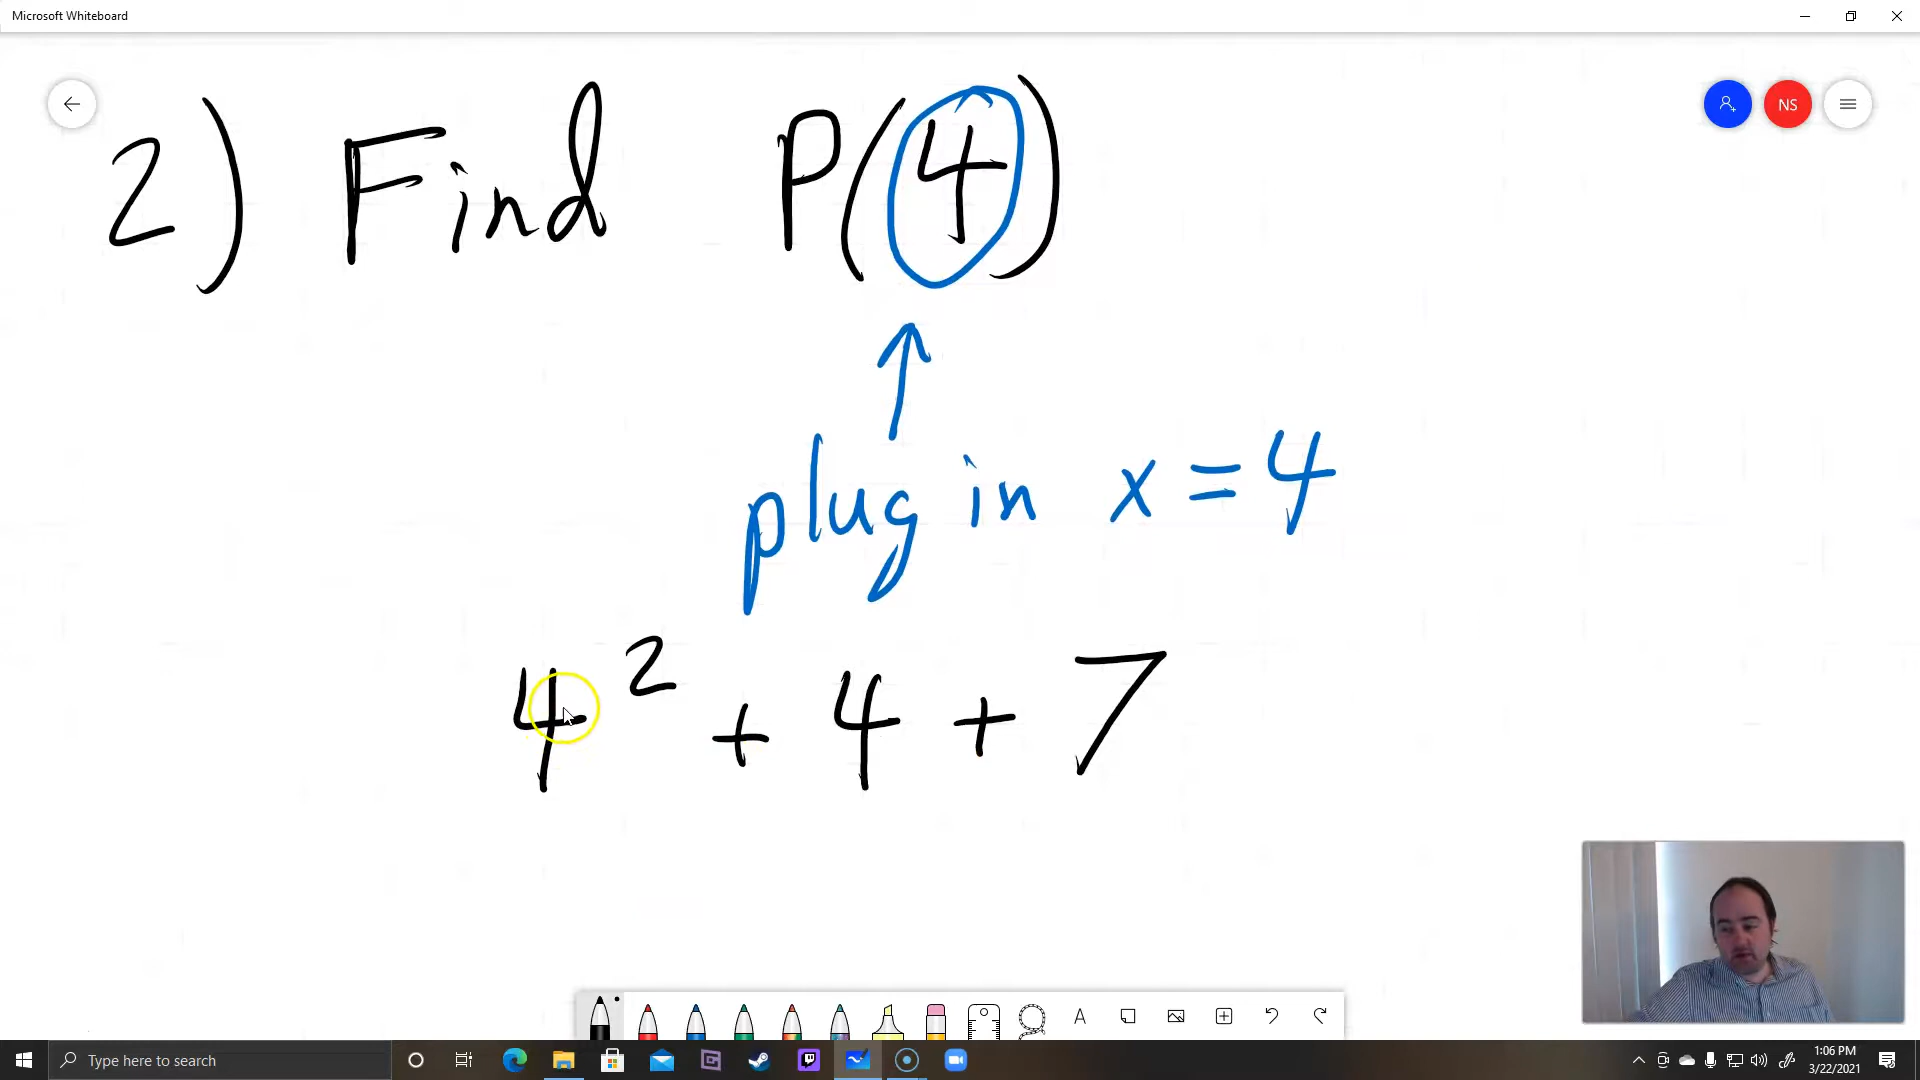 Microsoft Whiteboard
NS
2) Find P(4)
plug in x = 4
4² + 4 + 7
A
Type here to search
1:06 PM
3/22/2021